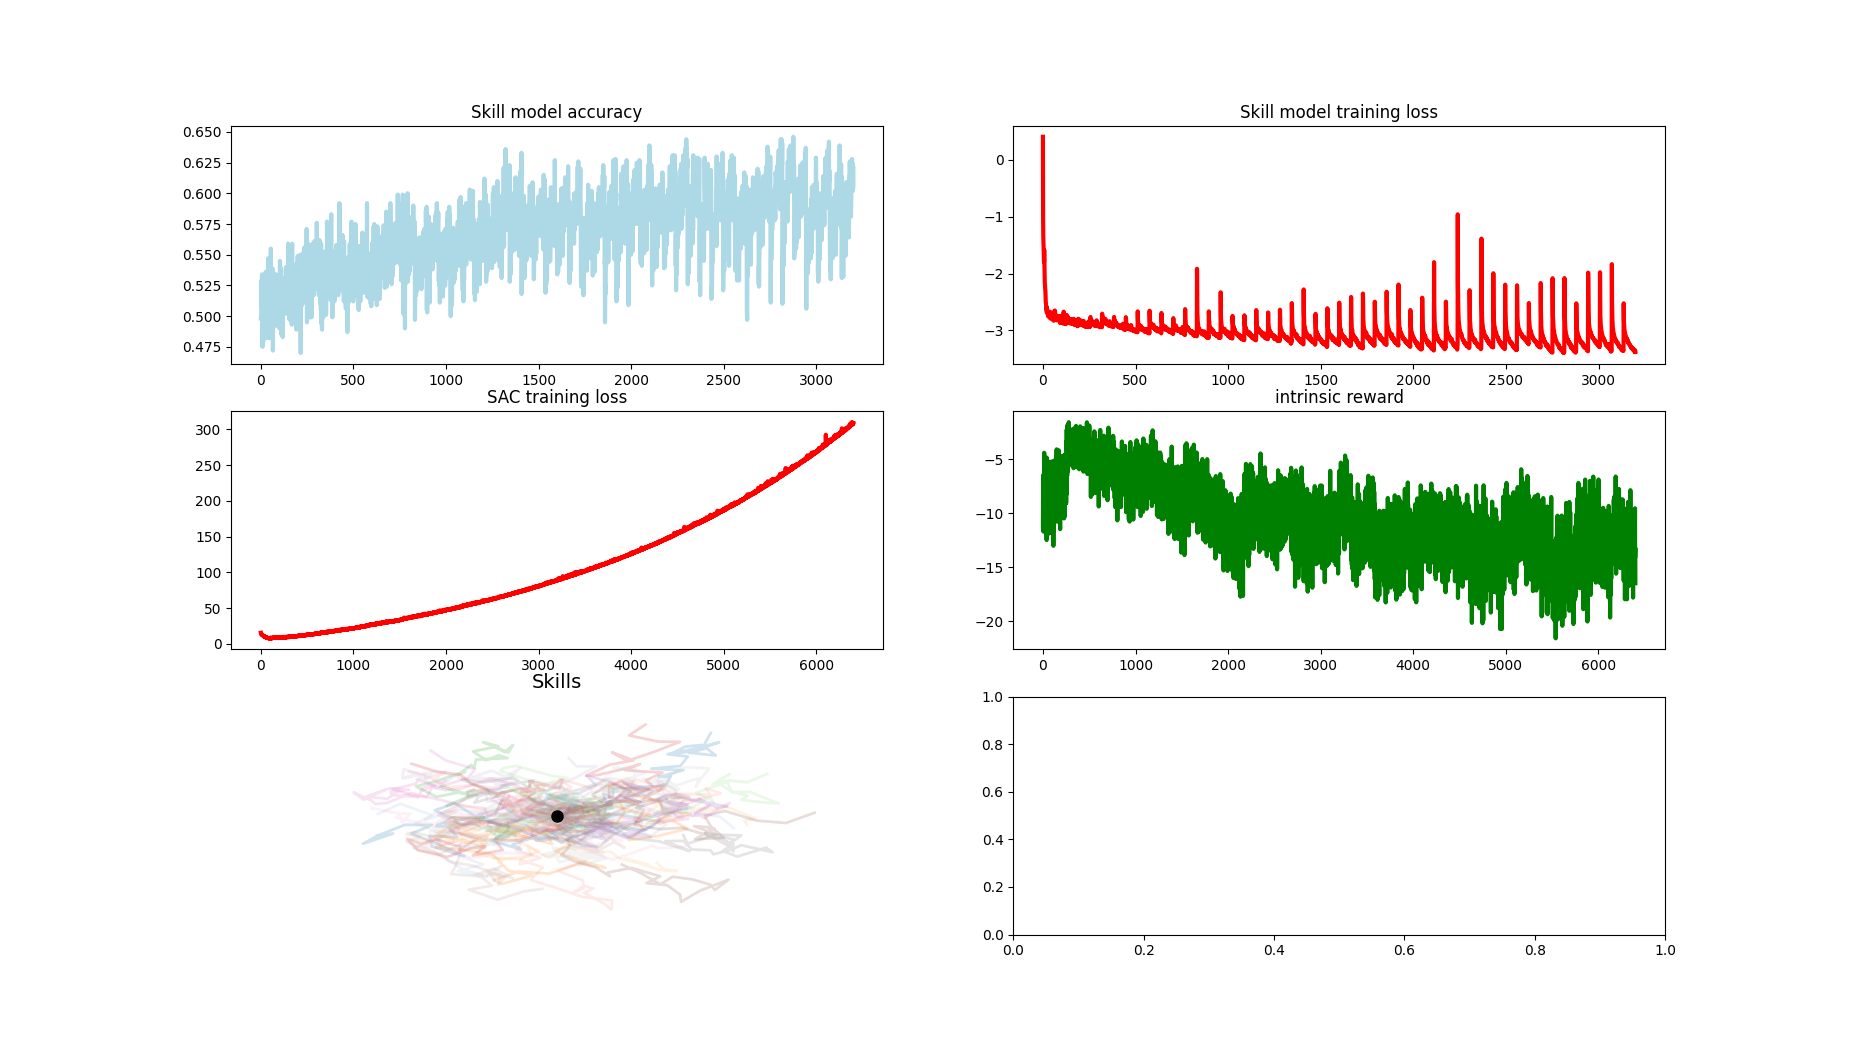 Skill model accuracy
0.650
0.625
0.600
0.575
0.550
0.525
0.500
0.475
0 500 1000 1500 2000 2500 3000
Skill model training loss
0
−1
−2
−3
0 500 1000 1500 2000 2500 3000
SAC training loss
300
250
200
150
100
50
0
0 1000 2000 3000 4000 5000 6000
intrinsic reward
−5
−10
−15
−20
0 1000 2000 3000 4000 5000 6000
Skills
1.0
0.8
0.6
0.4
0.2
0.0
0.0 0.2 0.4 0.6 0.8 1.0